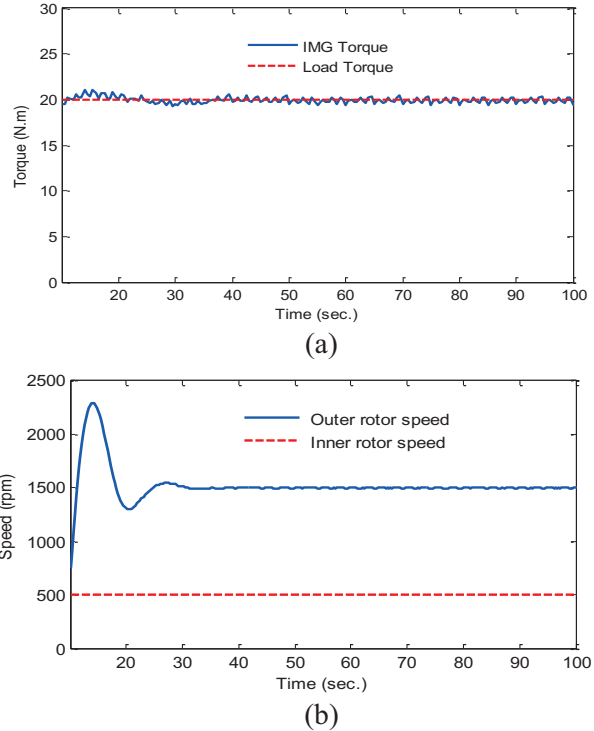 30
25
20
15
10
5
0
Torque (N.m)
IMG Torque
Load Torque
20 30 40 50 60 70 80 90 100
Time (sec.)
(a)
2500
2000
1500
1000
500
0
Speed (rpm)
Outer rotor speed
Inner rotor speed
20 30 40 50 60 70 80 90 100
Time (sec.)
(b)